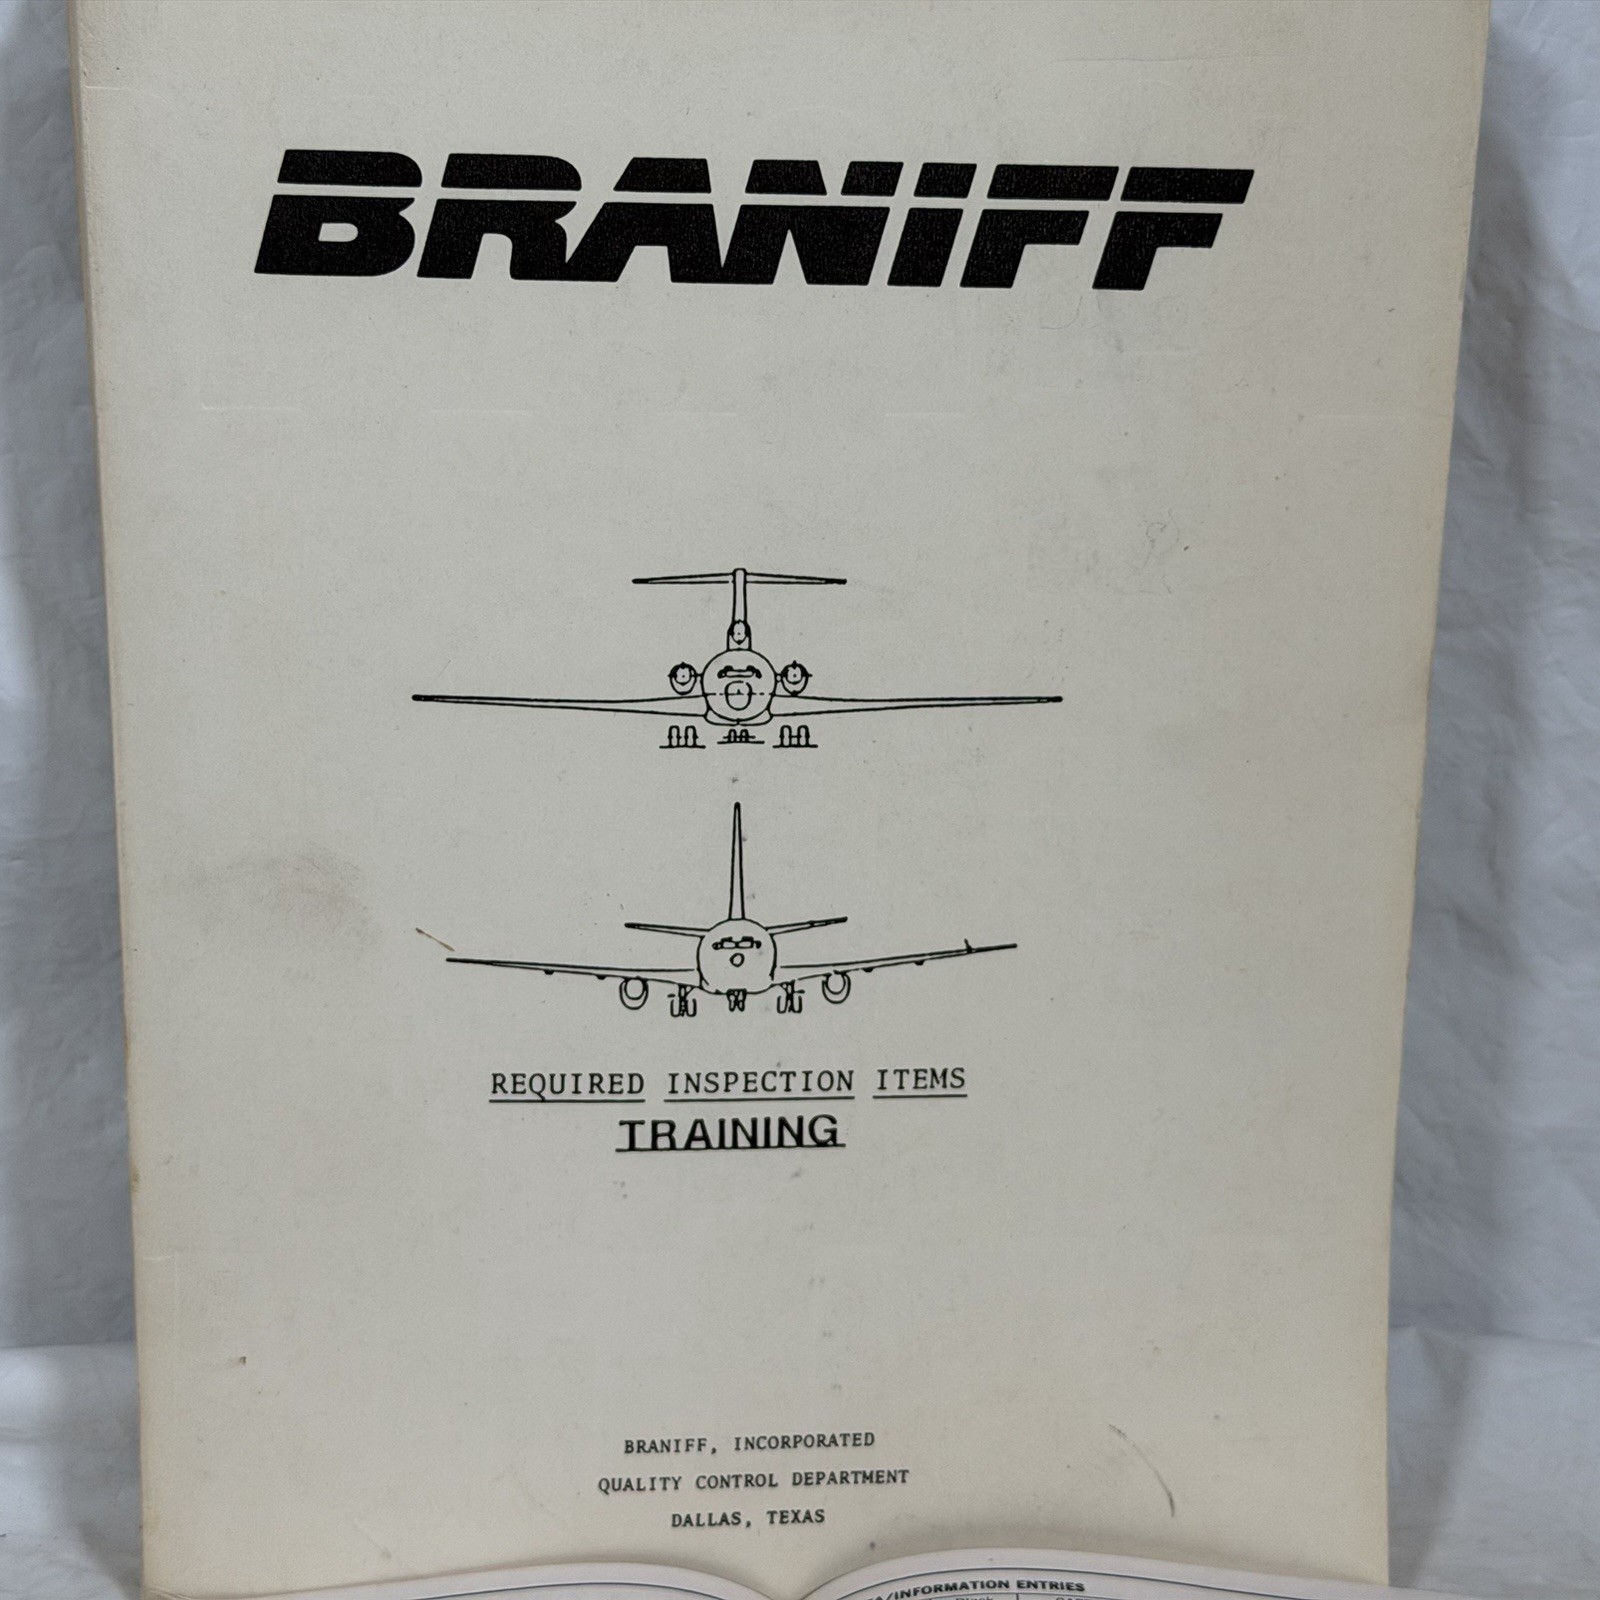 BRANIFF
REQUIRED INSPECTION ITEMS
TRAINING
BRANIFF, INCORPORATED
QUALITY CONTROL DEPARTMENT
DALLAS, TEXAS
/INFORMATION ENTRIES